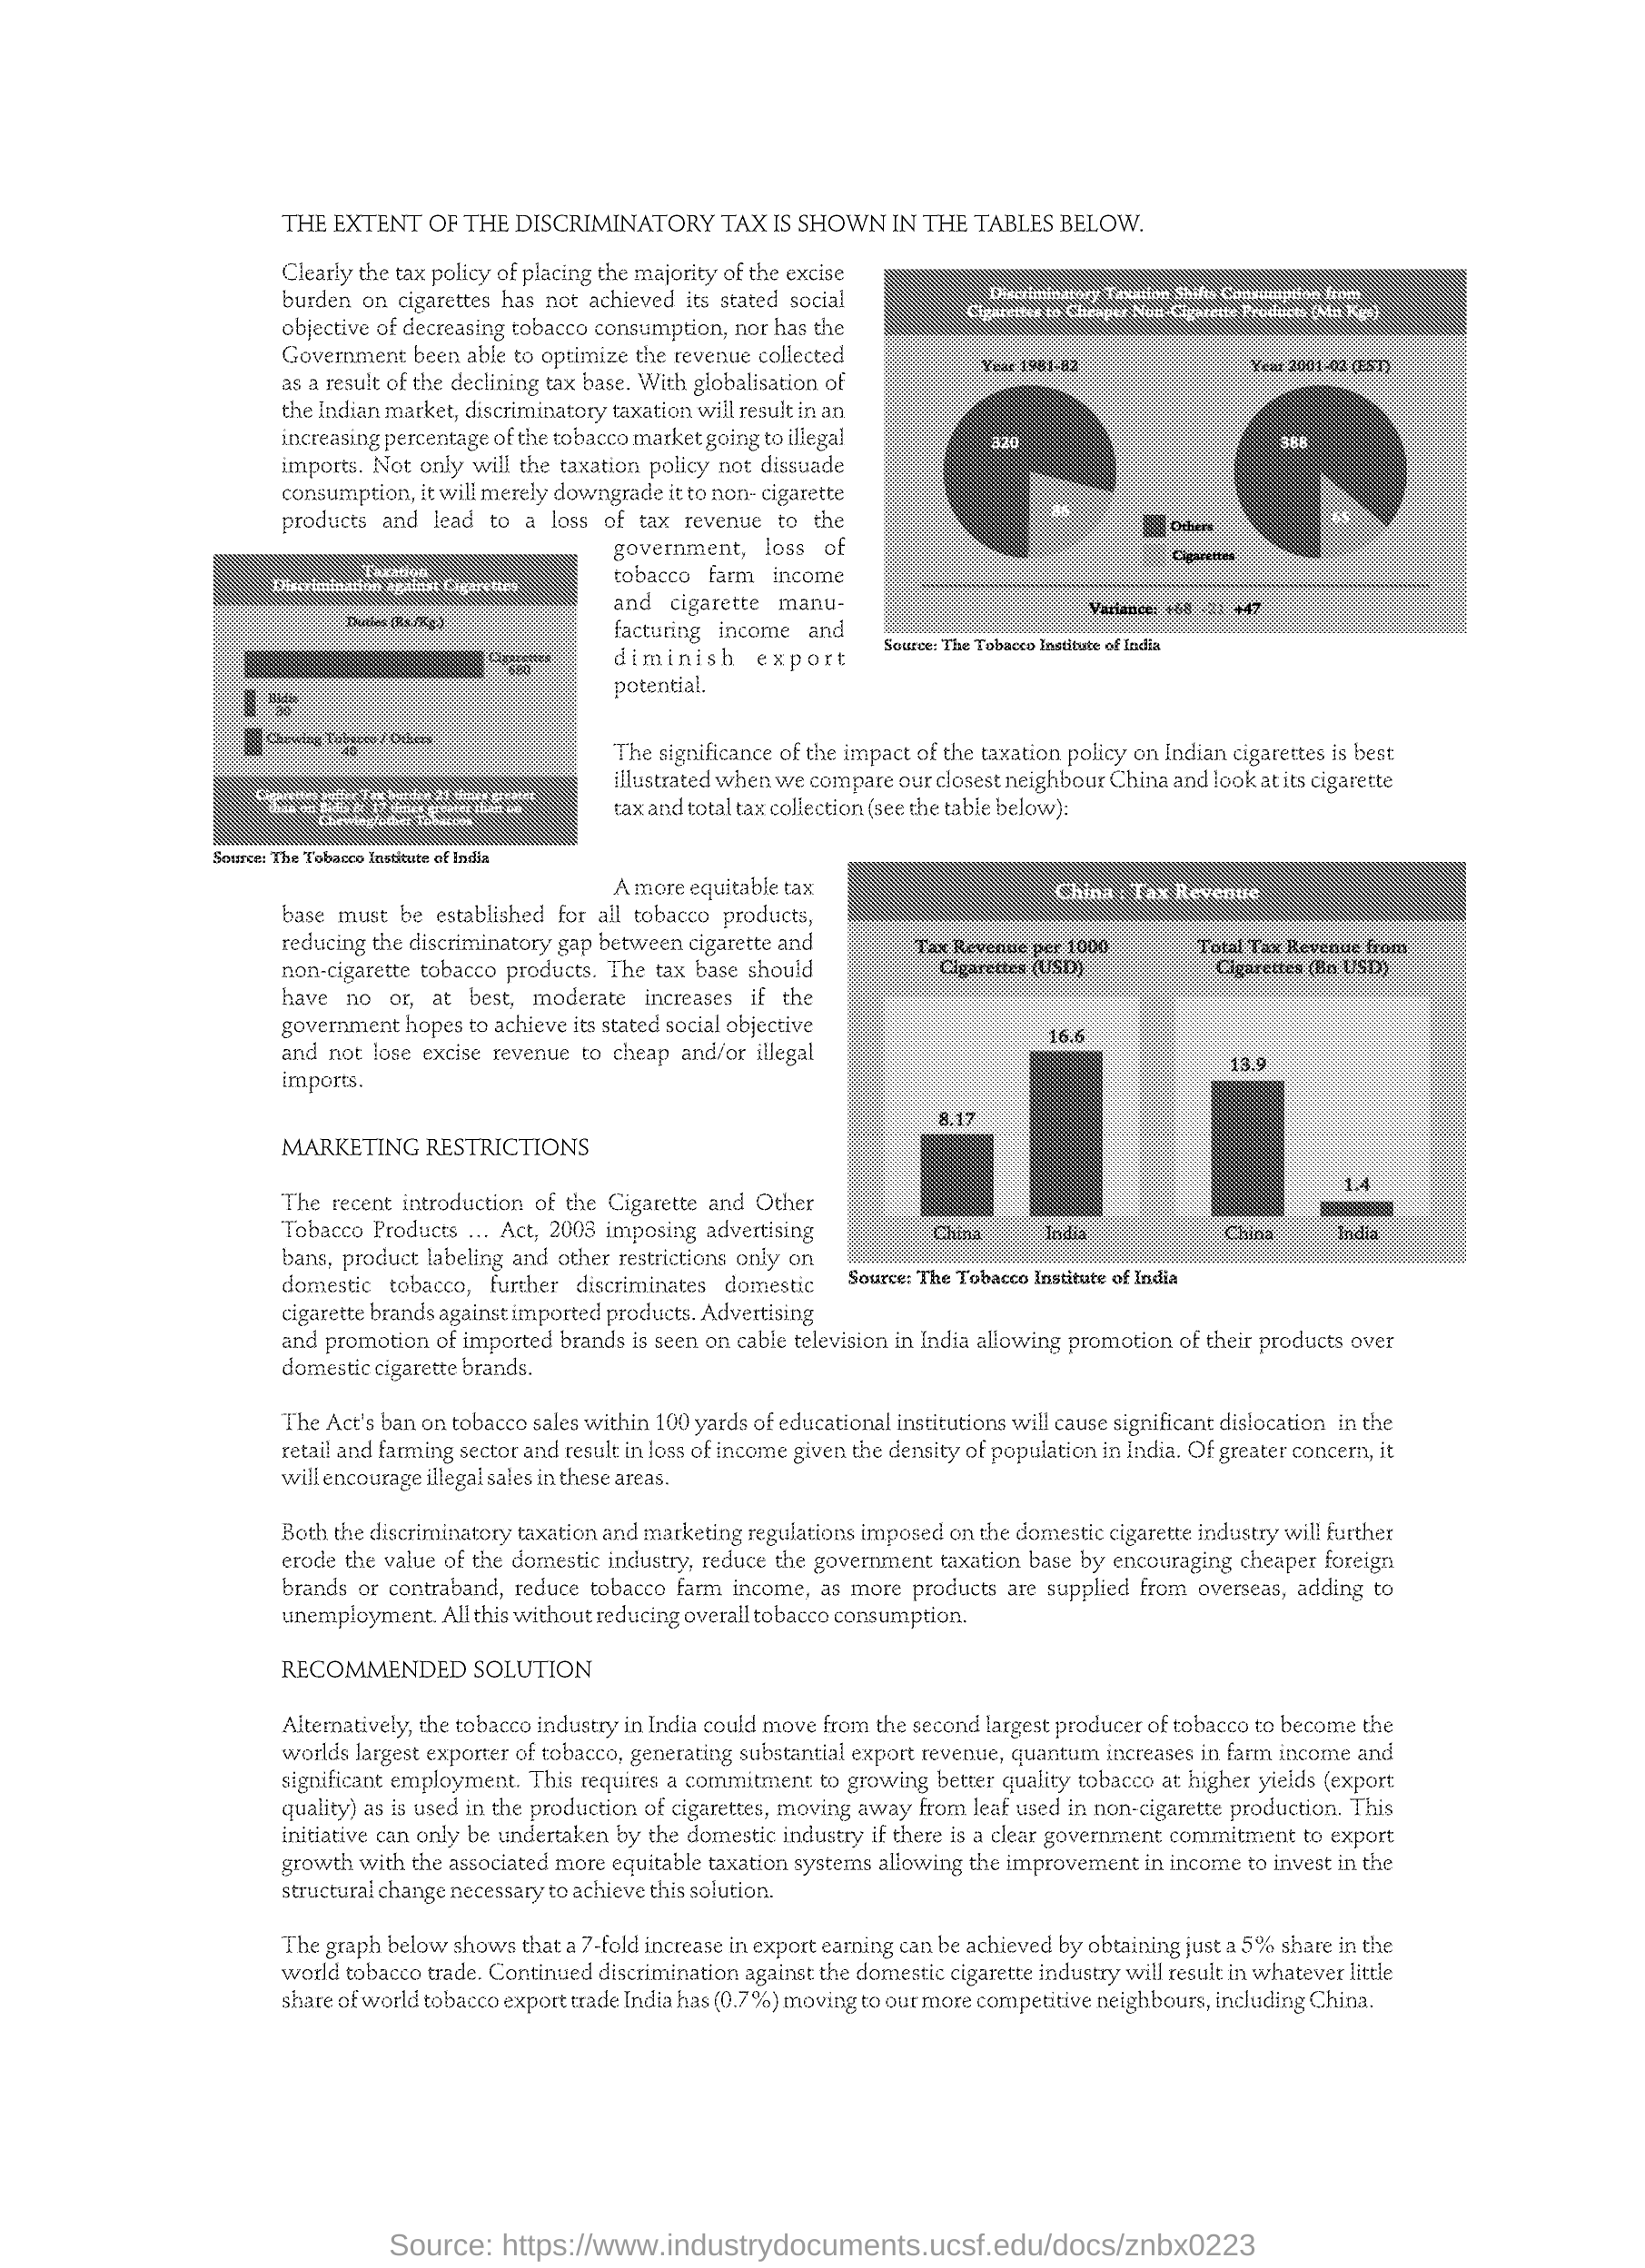 THE EXTENT OF THE DISCRIMINATORY TAX IS SHOWN IN THE TABLES BELOW.
Clearly the tax policy of placing the majority of the excise
burden on cigarettes has not achieved its stated social
objective of decreasing tobacco consumption, nor has the
Government been able to optimize the revenue collected
as a result of the declining tax base. With globalisation of
the Indian market, discriminatory taxation will result in an
increasing percentage of the tobacco market going to illegal
imports. Not only will the taxation policy not dissuade
consumption, it will merely downgrade it to non- cigarette
products and lead to a loss of tax revenue to the
government, loss of
tobacco farm income
and cigarette manu-
facturing income and
diminish export
potential.
Discriminatory Taxation Shifts Consumption from
Cigarettes to Cheaper Non-Cigarette Products (Mn Kgs)
Year 1981-82
Year 2001-02 (EST)
320
86
388
65
Others
Cigarettes
Variance: +68 -21 +47
Source: The Tobacco Institute of India
Taxation
Discrimination against Cigarettes
Duties (Rs./Kg.)
Cigarettes
680
Bidis
30
Chewing Tobacco / Others
40
Cigarettes suffer Tax burden 23 times greater
than on Bidis & 17 times greater than on
Chewing/other Tobaccos
Source: The Tobacco Institute of India
The significance of the impact of the taxation policy on Indian cigarettes is best
illustrated when we compare our closest neighbour China and look at its cigarette
tax and total tax collection (see the table below):
A more equitable tax
base must be established for all tobacco products,
reducing the discriminatory gap between cigarette and
non-cigarette tobacco products. The tax base should
have no or, at best, moderate increases if the
government hopes to achieve its stated social objective
and not lose excise revenue to cheap and/or illegal
imports.
China : Tax Revenue
Tax Revenue per 1000
Cigarettes (USD)
Total Tax Revenue from
Cigarettes (Bn USD)
8.17
16.6
13.9
1.4
China
India
China
India
Source: The Tobacco Institute of India
MARKETING RESTRICTIONS
The recent introduction of the Cigarette and Other
Tobacco Products ... Act, 2003 imposing advertising
bans, product labeling and other restrictions only on
domestic tobacco, further discriminates domestic
cigarette brands against imported products. Advertising
and promotion of imported brands is seen on cable television in India allowing promotion of their products over
domestic cigarette brands.
The Act's ban on tobacco sales within 100 yards of educational institutions will cause significant dislocation in the
retail and farming sector and result in loss of income given the density of population in India. Of greater concern, it
will encourage illegal sales in these areas.
Both the discriminatory taxation and marketing regulations imposed on the domestic cigarette industry will further
erode the value of the domestic industry, reduce the government taxation base by encouraging cheaper foreign
brands or contraband, reduce tobacco farm income, as more products are supplied from overseas, adding to
unemployment. All this without reducing overall tobacco consumption.
RECOMMENDED SOLUTION
Alternatively, the tobacco industry in India could move from the second largest producer of tobacco to become the
worlds largest exporter of tobacco, generating substantial export revenue, quantum increases in farm income and
significant employment. This requires a commitment to growing better quality tobacco at higher yields (export
quality) as is used in the production of cigarettes, moving away from leaf used in non-cigarette production. This
initiative can only be undertaken by the domestic industry if there is a clear government commitment to export
growth with the associated more equitable taxation systems allowing the improvement in income to invest in the
structural change necessary to achieve this solution.
The graph below shows that a 7-fold increase in export earning can be achieved by obtaining just a 5% share in the
world tobacco trade. Continued discrimination against the domestic cigarette industry will result in whatever little
share of world tobacco export trade India has (0.7%) moving to our more competitive neighbours, including China.
Source: https://www.industrydocuments.ucsf.edu/docs/znbx0223